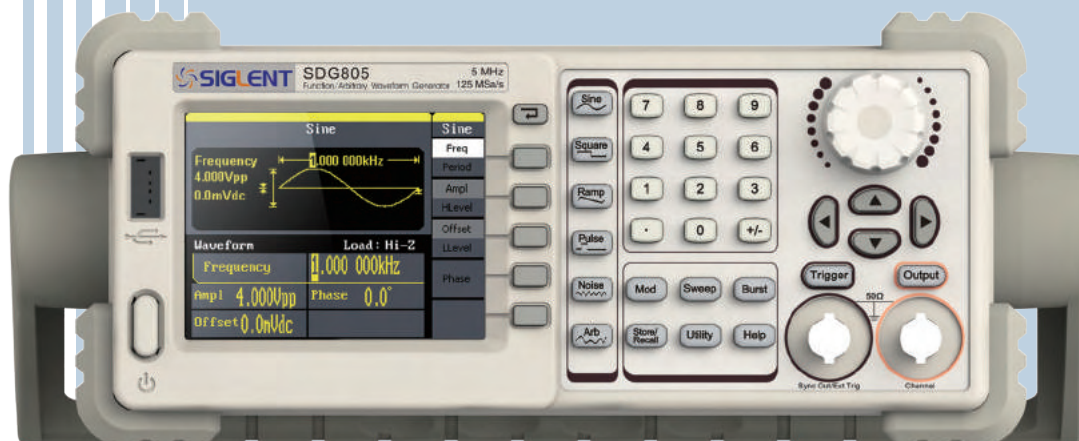 SIGLENT SDG805 5 MHz
Function/Arbitrary Waveform Generator 125 MSa/s
Sine
Frequency 1.000 000kHz
4.000Vpp
0.0mVdc
Waveform Load: Hi-Z
Frequency 1.000 000kHz
Ampl 4.000Vpp Phase 0.0°
Offset 0.0mVdc
Sine
Freq
Period
Ampl
HLevel
Offset
LLevel
Phase
Sine
Square
Ramp
Pulse
Noise
Arb
7 8 9
4 5 6
1 2 3
. 0 +/-
Mod Sweep Burst
Store/Recall Utility Help
Trigger Output
50Ω
Sync Out/Ext Trig Channel